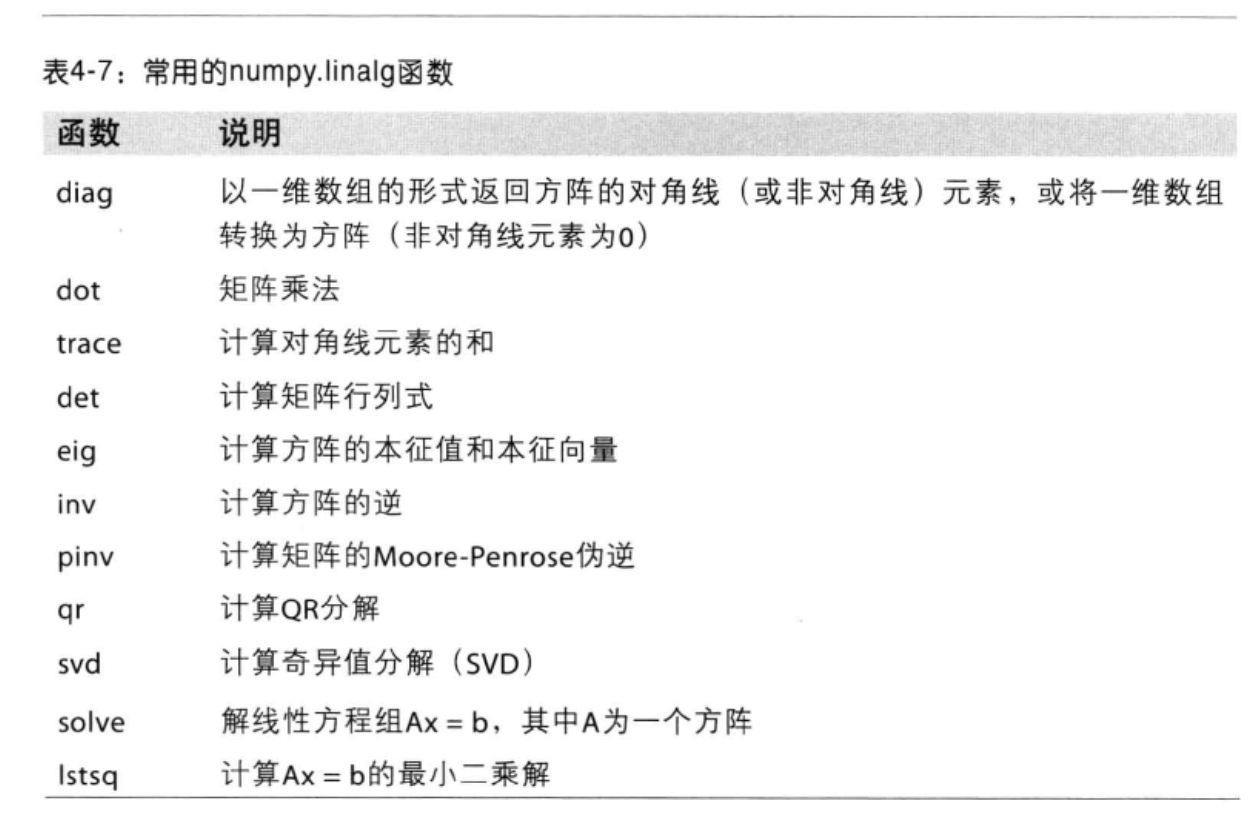 表4-7：常用的numpy.linalg函数
函数 说明
diag 以一维数组的形式返回方阵的对角线（或非对角线）元素，或将一维数组
转换为方阵（非对角线元素为0）
dot 矩阵乘法
trace 计算对角线元素的和
det 计算矩阵行列式
eig 计算方阵的本征值和本征向量
inv 计算方阵的逆
pinv 计算矩阵的Moore-Penrose伪逆
qr 计算QR分解
svd 计算奇异值分解（SVD）
solve 解线性方程组Ax = b，其中A为一个方阵
lstsq 计算Ax = b的最小二乘解